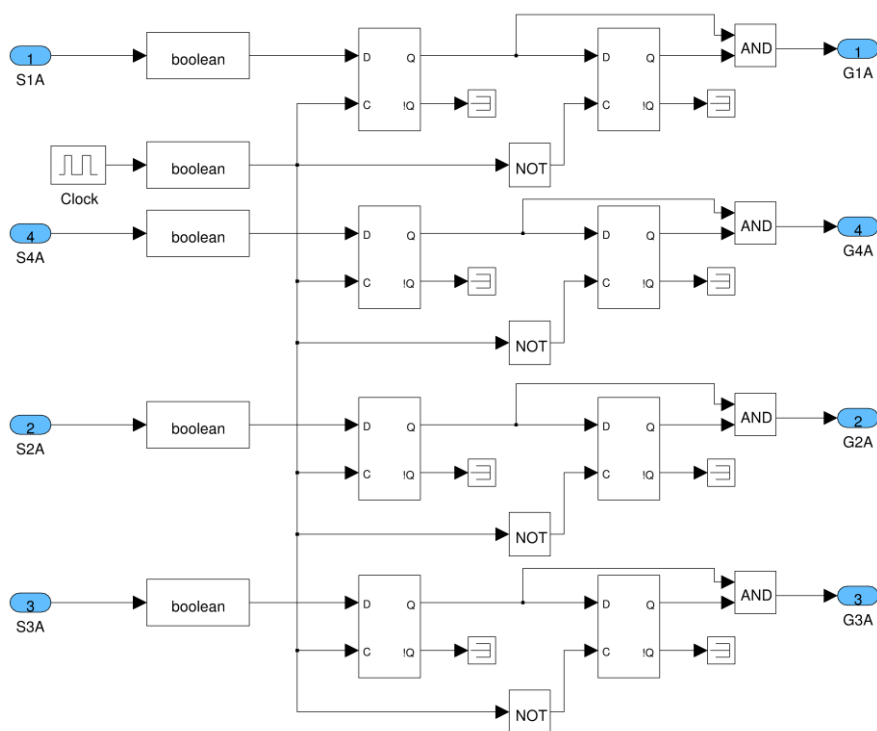 1 boolean D Q D Q AND 1
S1A G1A
C !Q C !Q
boolean NOT
Clock
4 boolean D Q D Q AND 4
S4A G4A
C !Q C !Q
NOT
2 boolean D Q D Q AND 2
S2A G2A
C !Q C !Q
NOT
3 boolean D Q D Q AND 3
S3A G3A
C !Q C !Q
NOT